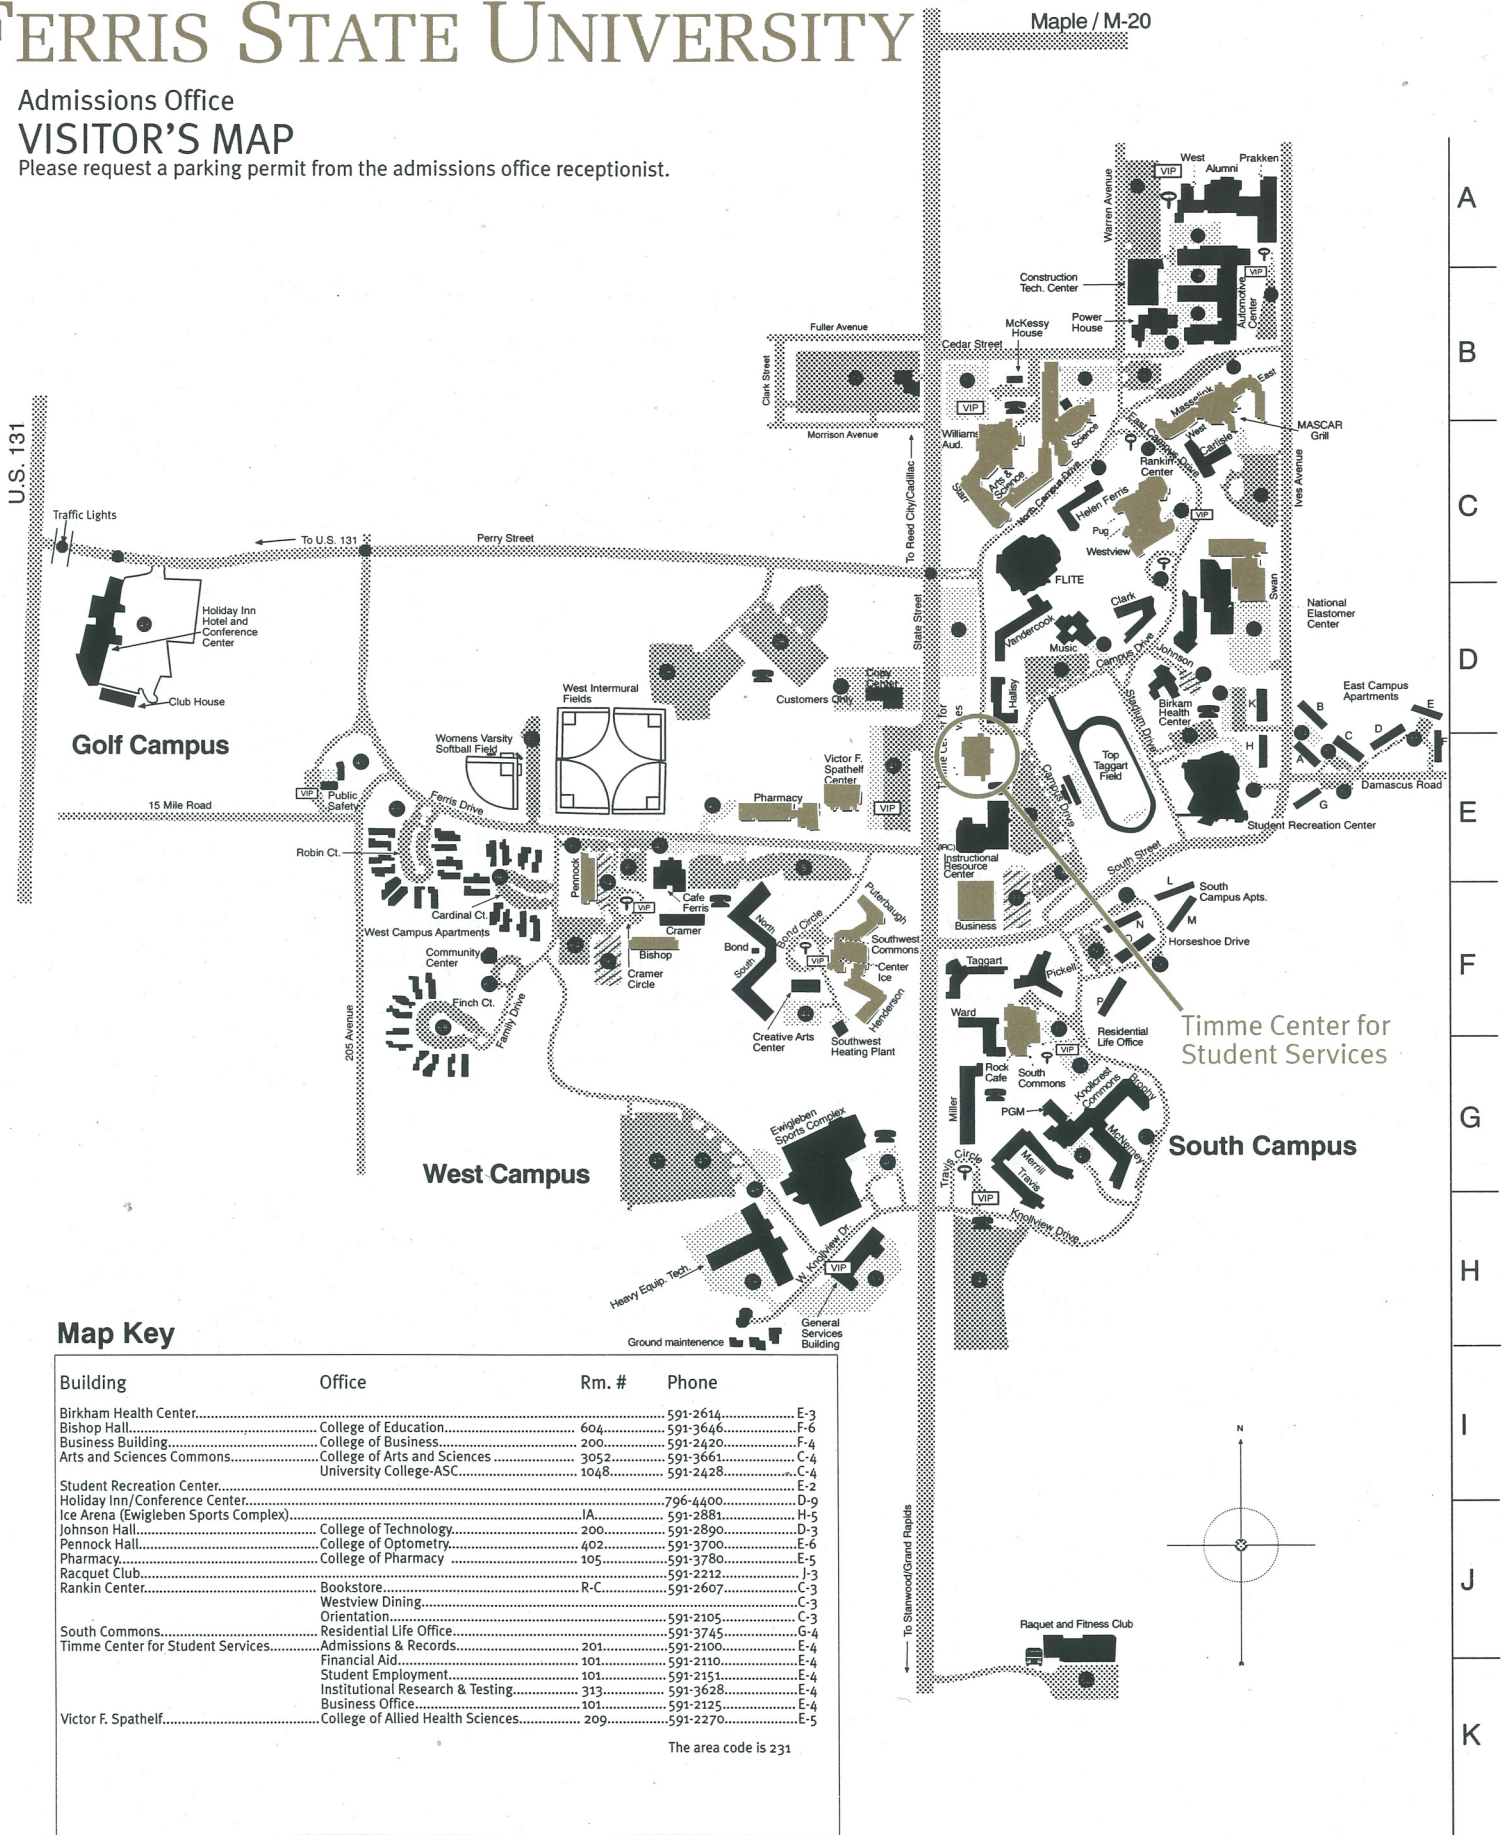 FERRIS STATE UNIVERSITY
Admissions Office
VISITOR'S MAP
Please request a parking permit from the admissions office receptionist.
Maple / M-20
A
B
C
D
E
F
G
H
I
J
K
West
Alumni
Prakken
VIP
Warren Avenue
VIP
Construction
Tech. Center
Automotive
Center
Power
House
McKessy
House
Fuller Avenue
Cedar Street
Clark Street
Morrison Avenue
VIP
Masselink
East
West
Carlisle
MASCAR
Grill
Williams
Aud.
Science
Arts &
Science
Starr
North Campus Drive
East Campus Drive
Rankin
Center
Helen Ferris
Pug
Westview
VIP
Ives Avenue
U.S. 131
Traffic Lights
To U.S. 131
Perry Street
To Reed City/Cadillac
FLITE
Swan
State Street
Holiday Inn
Hotel and
Conference
Center
Club House
Golf Campus
National
Elastomer
Center
Clark
Vandercook
Music
Campus Drive
Johnson
Hallisy
Stadium Drive
Birkam
Health
Center
K
H
East Campus
Apartments
A
B
C
D
E
F
G
Damascus Road
Copy
Center
Customers Only
West Intermural
Fields
Womens Varsity
Softball Field
Victor F.
Spathelf
Center
VIP
Pharmacy
Top
Taggart
Field
Campus Drive
Student Recreation Center
VIP
Public
Safety
Ferris Drive
15 Mile Road
Robin Ct.
Cardinal Ct.
West Campus Apartments
Pennock
Cafe
Ferris
VIP
Cramer
Bishop
Cramer
Circle
(IRC)
Instructional
Resource
Center
Business
South Street
L
South
Campus Apts.
M
N
Horseshoe Drive
P
Community
Center
Finch Ct.
Family Drive
205 Avenue
North
Bond
South
Bond Circle
VIP
Puterbaugh
Southwest
Commons
Center
Ice
Henderson
Creative Arts
Center
Southwest
Heating Plant
Taggart
Pickell
Ward
Residential
Life Office
VIP
Rock
Cafe
South
Commons
Timme Center for
Student Services
Miller
PGM
Knollcrest
Commons
Brophy
McNerney
Merrill
Travis
Travis Circle
VIP
Knollview Drive
South Campus
West Campus
Ewigleben
Sports Complex
W. Knollview Dr.
VIP
Heavy Equip. Tech.
General
Services
Building
Ground maintenence
Map Key
Building Office Rm. # Phone
Birkham Health Center 591-2614 E-3
Bishop Hall College of Education 604 591-3646 F-6
Business Building College of Business 200 591-2420 F-4
Arts and Sciences Commons College of Arts and Sciences 3052 591-3661 C-4
University College-ASC 1048 591-2428 C-4
Student Recreation Center E-2
Holiday Inn/Conference Center 796-4400 D-9
Ice Arena (Ewigleben Sports Complex) IA 591-2881 H-5
Johnson Hall College of Technology 200 591-2890 D-3
Pennock Hall College of Optometry 402 591-3700 E-6
Pharmacy College of Pharmacy 105 591-3780 E-5
Racquet Club 591-2212 J-3
Rankin Center Bookstore R-C 591-2607 C-3
Westview Dining C-3
Orientation 591-2105 C-3
South Commons Residential Life Office 591-3745 G-4
Timme Center for Student Services Admissions & Records 201 591-2100 E-4
Financial Aid 101 591-2110 E-4
Student Employment 101 591-2151 E-4
Institutional Research & Testing 313 591-3628 E-4
Business Office 101 591-2125 E-4
Victor F. Spathelf College of Allied Health Sciences 209 591-2270 E-5
The area code is 231
N
To Stanwood/Grand Rapids
Raquet and Fitness Club